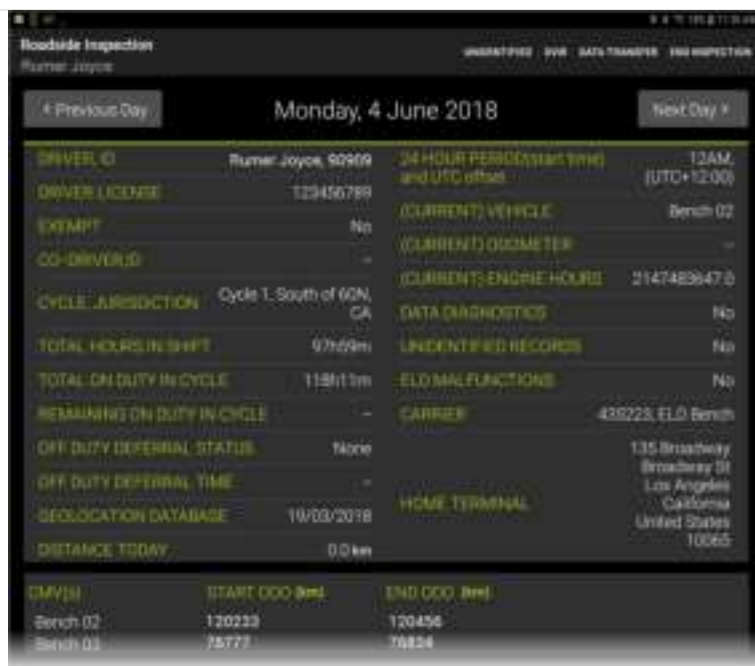 Roadside Inspection
Rumer Joyce
UNIDENTIFIED DVIR DATA TRANSFER END INSPECTION
Previous Day
Monday, 4 June 2018
Next Day
DRIVER, ID Rumer Joyce, 90909
DRIVER LICENSE 123456789
EXEMPT No
CO-DRIVER,ID --
CYCLE JURISDICTION Cycle 1, South of 60N, CA
TOTAL HOURS IN SHIFT 97h59m
TOTAL ON DUTY IN CYCLE 118h11m
REMAINING ON DUTY IN CYCLE --
OFF DUTY DEFERRAL STATUS None
OFF DUTY DEFERRAL TIME --
GEOLOCATION DATABASE 19/03/2018
DISTANCE TODAY 0.0 km
24 HOUR PERIOD(start time) and UTC offset 12AM, (UTC+12:00)
(CURRENT) VEHICLE Bench 02
(CURRENT) ODOMETER --
(CURRENT) ENGINE HOURS 2147483647.0
DATA DIAGNOSTICS No
UNIDENTIFIED RECORDS No
ELD MALFUNCTIONS No
CARRIER 435223, ELD Bench
HOME TERMINAL
135 Broadway
Broadway St
Los Angeles
California
United States
10065
CMV(s) START ODO (km) END ODO (km)
Bench 02 120233 120456
Bench 03 76777 76834